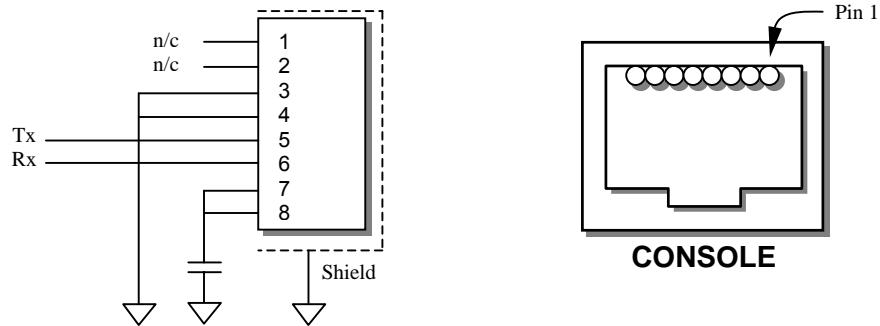 Pin 1
n/c 1
n/c 2
3
4
Tx 5
Rx 6
7
8
Shield
CONSOLE